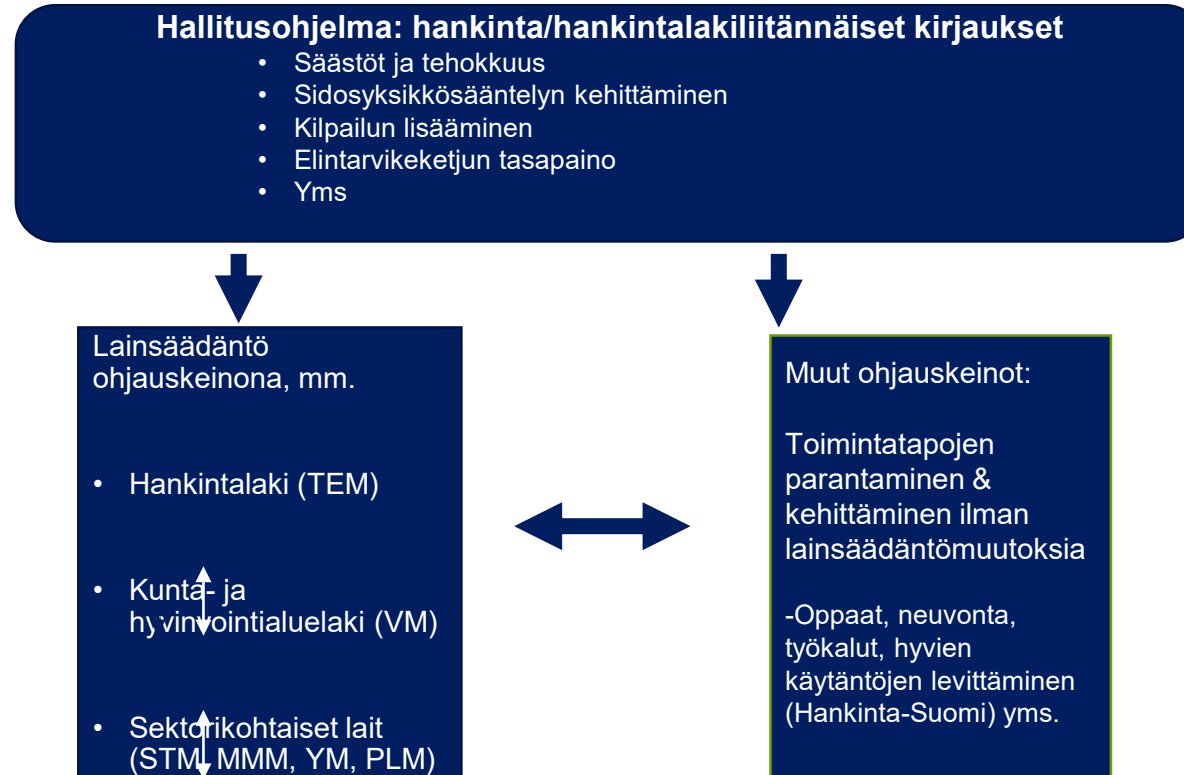 Hallitusohjelma: hankinta/hankintalakiliitännäiset kirjaukset
• Säästöt ja tehokkuus
• Sidosyksikkösääntelyn kehittäminen
• Kilpailun lisääminen
• Elintarvikeketjun tasapaino
• Yms
Lainsäädäntö
ohjauskeinona, mm.
• Hankintalaki (TEM)
• Kunta- ja
hyvinvointialuelaki (VM)
• Sektorikohtaiset lait
(STM, MMM, YM, PLM)
Muut ohjauskeinot:
Toimintatapojen
parantaminen &
kehittäminen ilman
lainsäädäntömuutoksia
-Oppaat, neuvonta,
työkalut, hyvien
käytäntöjen levittäminen
(Hankinta-Suomi) yms.